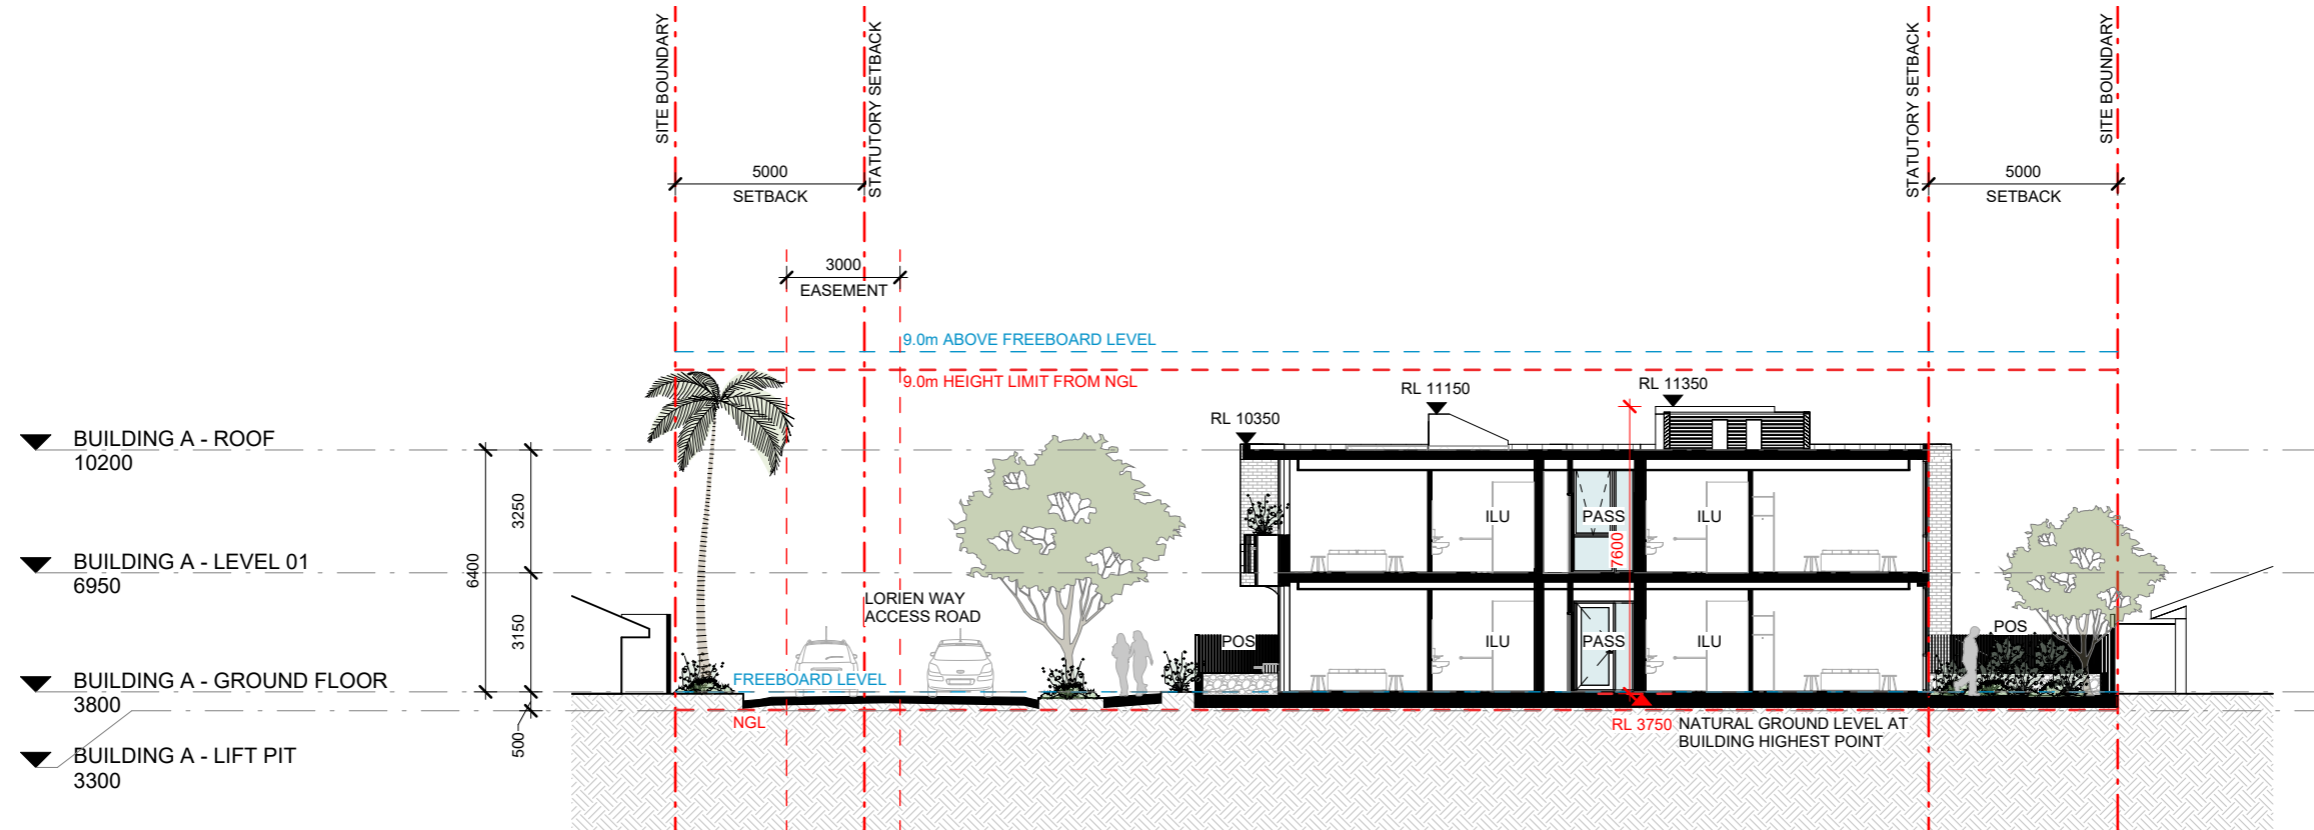 SITE BOUNDARY
STATUTORY SETBACK
STATUTORY SETBACK
SITE BOUNDARY
5000
SETBACK
5000
SETBACK
3000
EASEMENT
9.0m ABOVE FREEBOARD LEVEL
9.0m HEIGHT LIMIT FROM NGL
RL 11350
RL 11150
RL 10350
BUILDING A - ROOF
10200
3250
ILU
PASS
ILU
7600
BUILDING A - LEVEL 01
6950
6400
LORIEN WAY
ACCESS ROAD
3150
POS
ILU
PASS
ILU
POS
BUILDING A - GROUND FLOOR
3800
FREEBOARD LEVEL
NGL
RL 3750
NATURAL GROUND LEVEL AT
BUILDING HIGHEST POINT
500
BUILDING A - LIFT PIT
3300